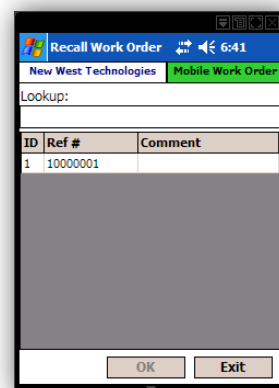 Recall Work Order 6:41
New West Technologies Mobile Work Order
Lookup:
ID Ref # Comment
1 10000001
OK Exit